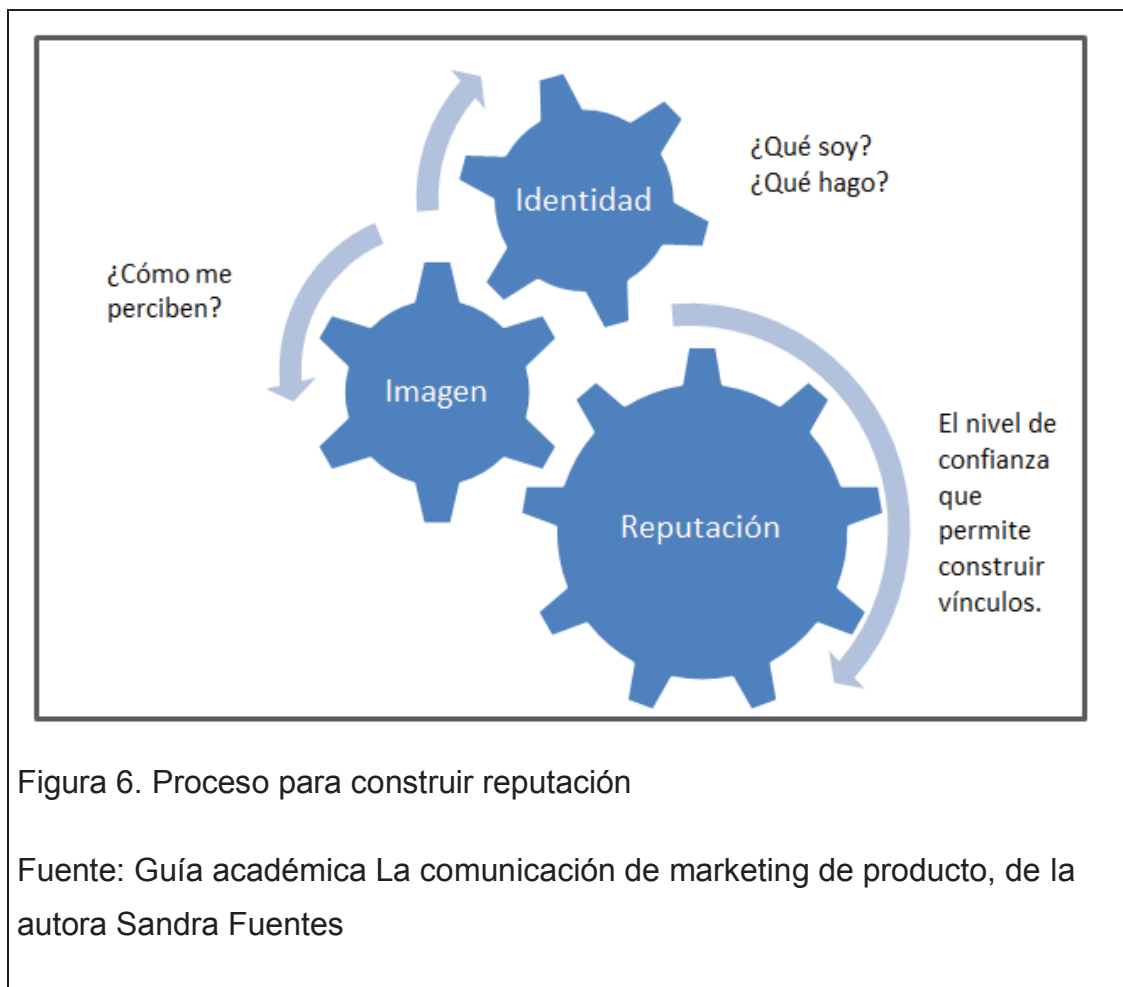 ¿Qué soy?
¿Qué hago?
Identidad
¿Cómo me
perciben?
Imagen
Reputación
El nivel de
confianza
que
permite
construir
vínculos.
Figura 6. Proceso para construir reputación
Fuente: Guía académica La comunicación de marketing de producto, de la
autora Sandra Fuentes